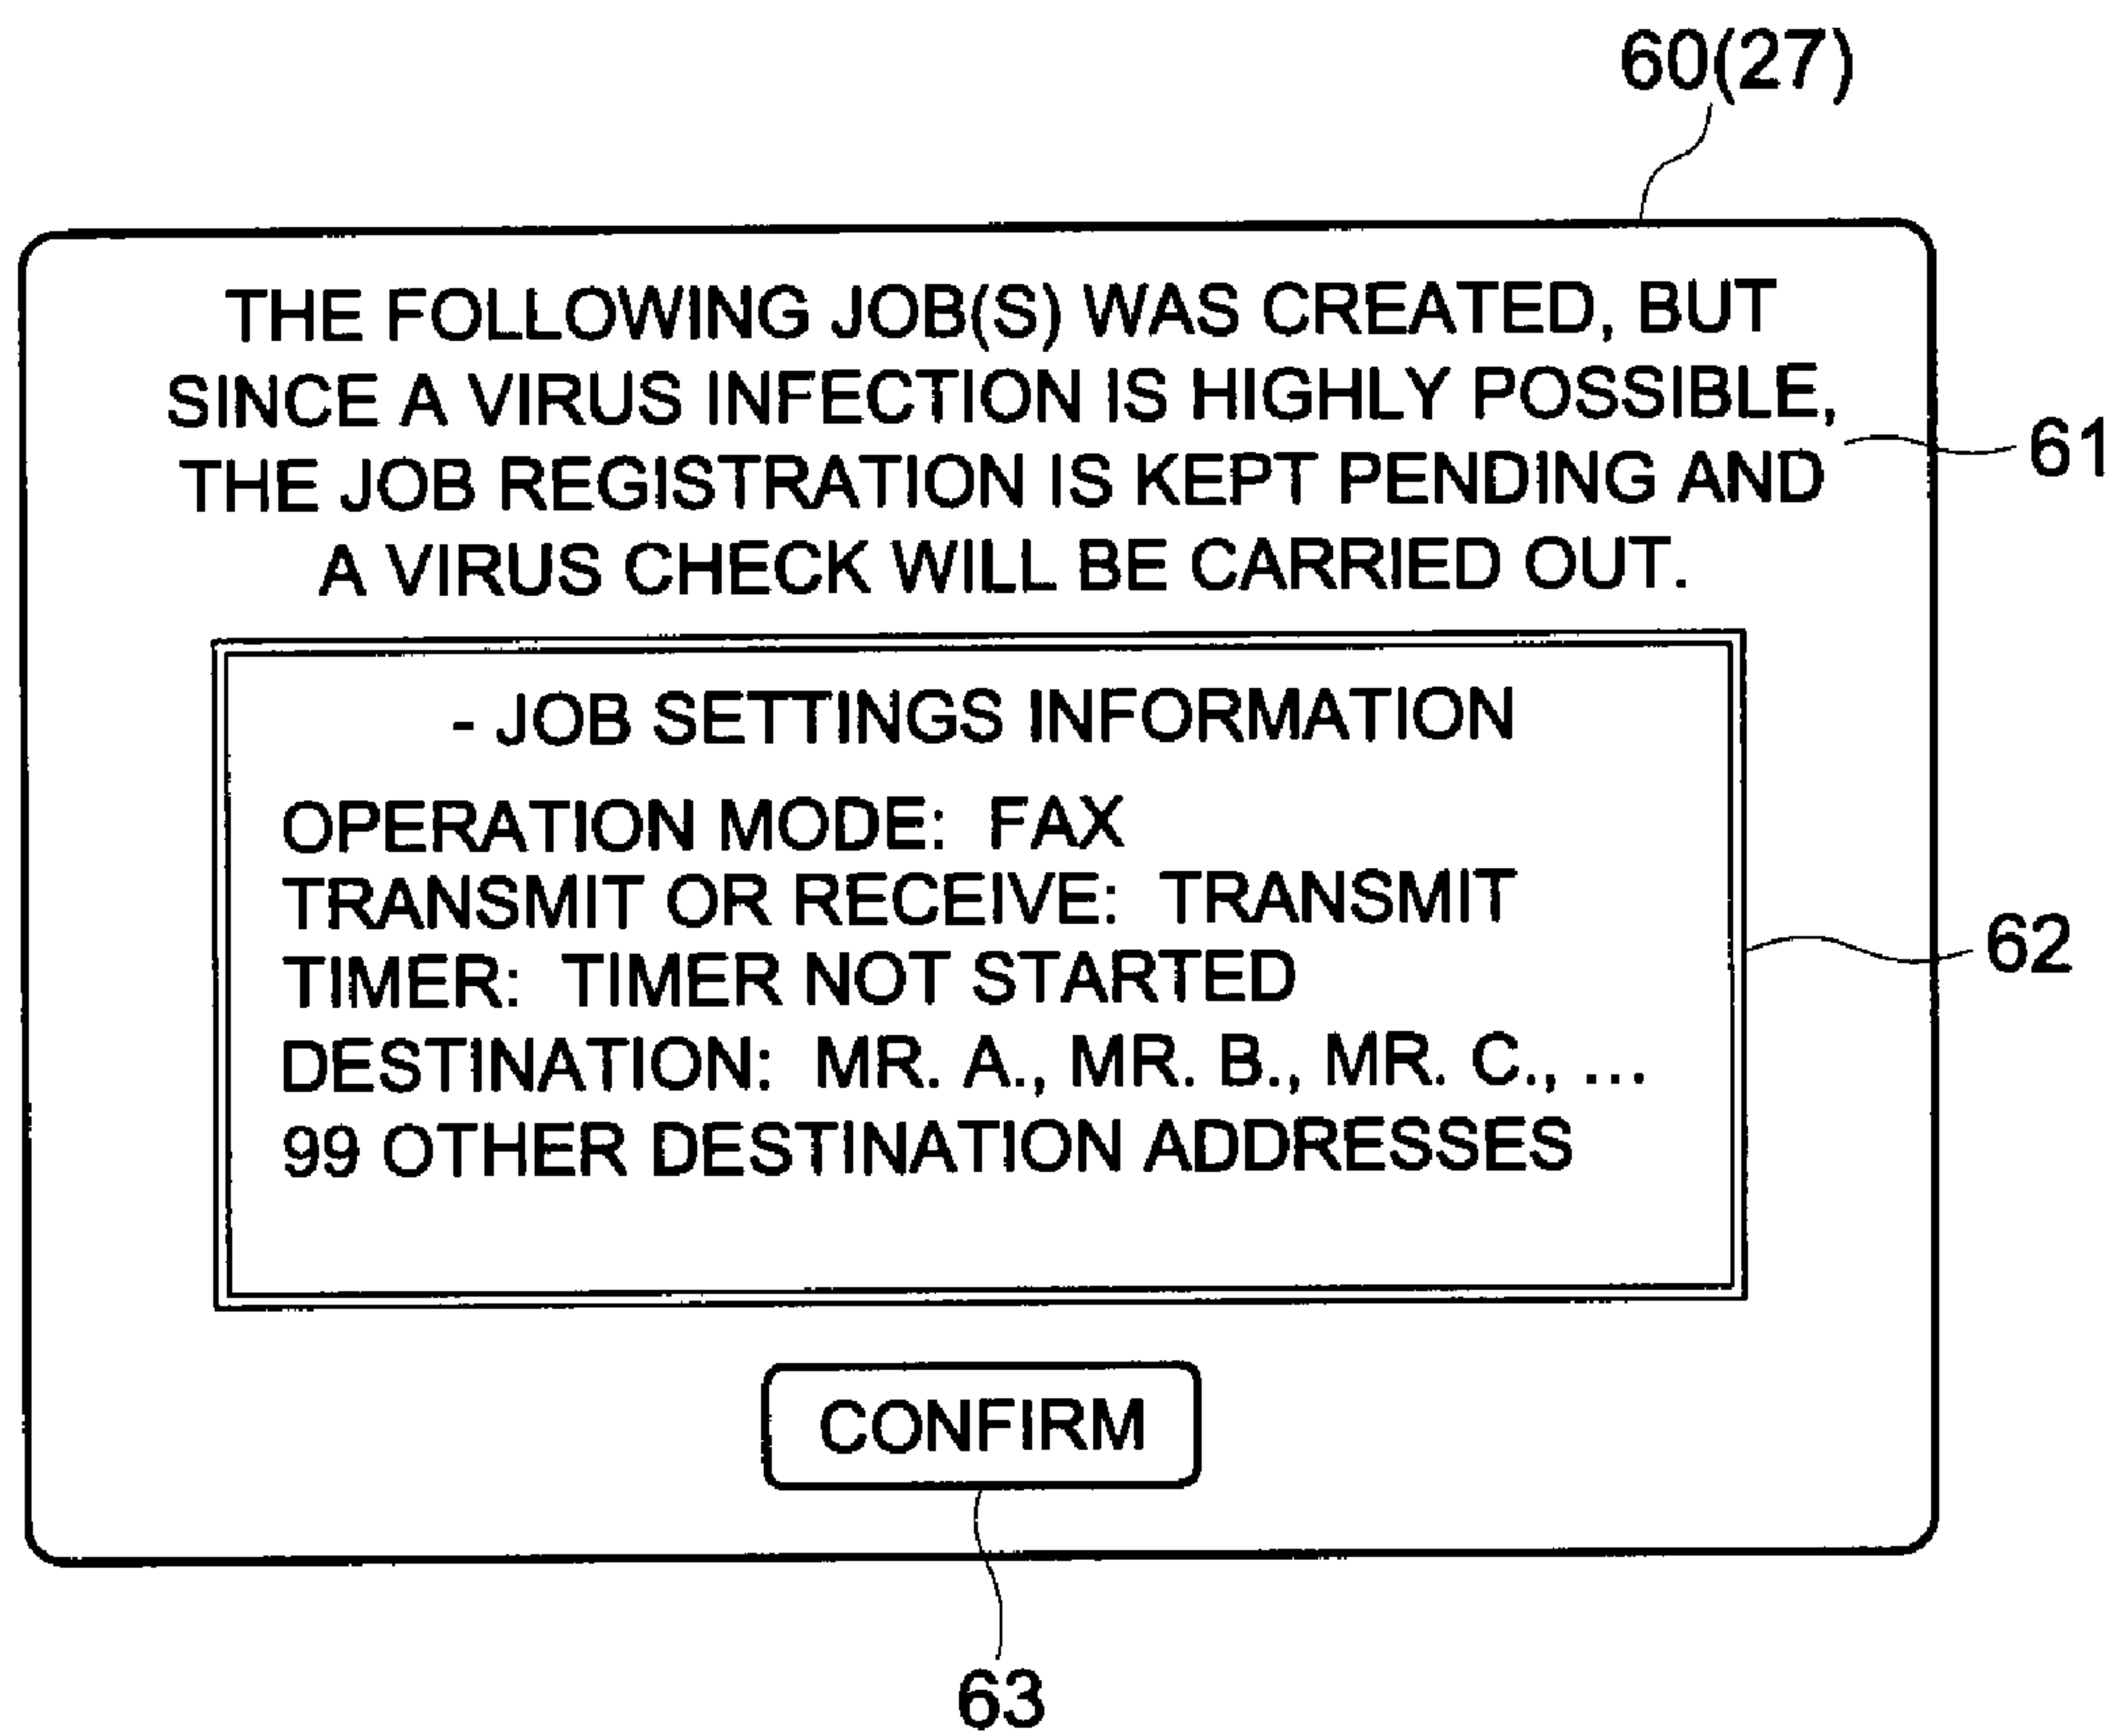 60(27)
THE FOLLOWING JOB(S) WAS CREATED, BUT
SINCE A VIRUS INFECTION IS HIGHLY POSSIBLE,
THE JOB REGISTRATION IS KEPT PENDING AND
A VIRUS CHECK WILL BE CARRIED OUT.
61
- JOB SETTINGS INFORMATION
OPERATION MODE: FAX
TRANSMIT OR RECEIVE: TRANSMIT
TIMER: TIMER NOT STARTED
62
DESTINATION: MR. A., MR. B., MR. C., ...
99 OTHER DESTINATION ADDRESSES
CONFIRM
63